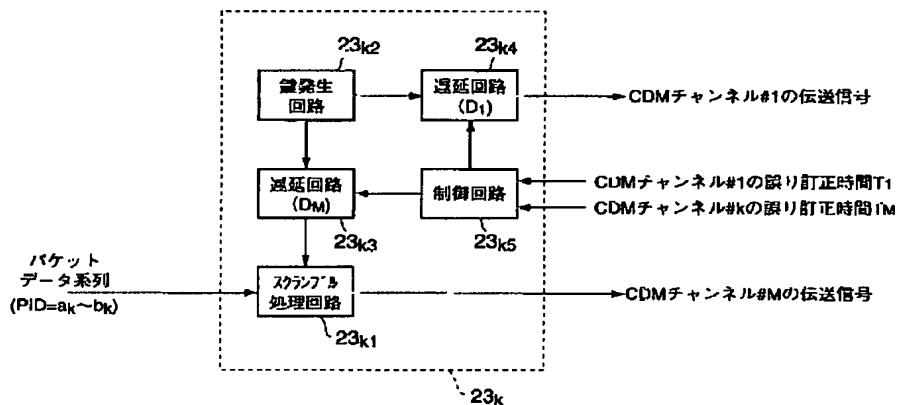 23k2
23k4
鍵発生
回路
遅延回路
(D1)
CDMチャンネル#1の伝送信号
遅延回路
(DM)
制御回路
CDMチャンネル#1の誤り訂正時間T1
CDMチャンネル#kの誤り訂正時間TM
23k3
23k5
パケット
データ系列
(PID=ak~bk)
スクランブル
処理回路
CDMチャンネル#Mの伝送信号
23k1
23k